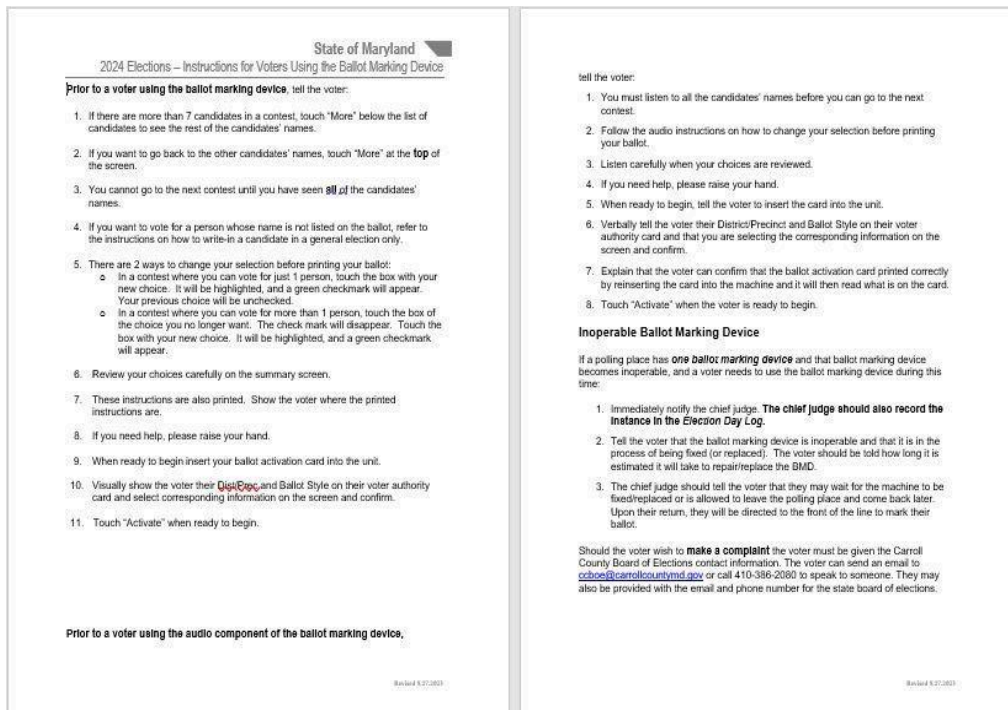 State of Maryland
2024 Elections – Instructions for Voters Using the Ballot Marking Device
Prior to a voter using the ballot marking device, tell the voter:
1. If there are more than 7 candidates in a contest, touch “More” below the list of
candidates to see the rest of the candidates’ names.
2. If you want to go back to the other candidates’ names, touch “More” at the top of
the screen.
3. You cannot go to the next contest until you have seen all of the candidates’
names.
4. If you want to vote for a person whose name is not listed on the ballot, refer to
the instructions on how to write-in a candidate in a general election only.
5. There are 2 ways to change your selection before printing your ballot:
o In a contest where you can vote for just 1 person, touch the box with your
new choice. It will be highlighted, and a green checkmark will appear.
Your previous choice will be unchecked.
o In a contest where you can vote for more than 1 person, touch the box of
the choice you no longer want. The check mark will disappear. Touch the
box with your new choice. It will be highlighted, and a green checkmark
will appear.
6. Review your choices carefully on the summary screen.
7. These instructions are also printed. Show the voter where the printed
instructions are.
8. If you need help, please raise your hand.
9. When ready to begin insert your ballot activation card into the unit.
10. Visually show the voter their Dist/Prec and Ballot Style on their voter authority
card and select corresponding information on the screen and confirm.
11. Touch “Activate” when ready to begin.
Prior to a voter using the audio component of the ballot marking device,
Revised 9.27.2023
tell the voter:
1. You must listen to all the candidates’ names before you can go to the next
contest.
2. Follow the audio instructions on how to change your selection before printing
your ballot.
3. Listen carefully when your choices are reviewed.
4. If you need help, please raise your hand.
5. When ready to begin, tell the voter to insert the card into the unit.
6. Verbally tell the voter their District/Precinct and Ballot Style on their voter
authority card and that you are selecting the corresponding information on the
screen and confirm.
7. Explain that the voter can confirm that the ballot activation card printed correctly
by reinserting the card into the machine and it will then read what is on the card.
8. Touch “Activate” when the voter is ready to begin.
Inoperable Ballot Marking Device
If a polling place has one ballot marking device and that ballot marking device
becomes inoperable, and a voter needs to use the ballot marking device during this
time:
1. Immediately notify the chief judge. The chief judge should also record the
instance in the Election Day Log.
2. Tell the voter that the ballot marking device is inoperable and that it is in the
process of being fixed (or replaced). The voter should be told how long it is
estimated it will take to repair/replace the BMD.
3. The chief judge should tell the voter that they may wait for the machine to be
fixed/replaced or is allowed to leave the polling place and come back later.
Upon their return, they will be directed to the front of the line to mark their
ballot.
Should the voter wish to make a complaint the voter must be given the Carroll
County Board of Elections contact information. The voter can send an email to
ccboe@carrollcountymd.gov or call 410-386-2080 to speak to someone. They may
also be provided with the email and phone number for the state board of elections.
Revised 9.27.2023